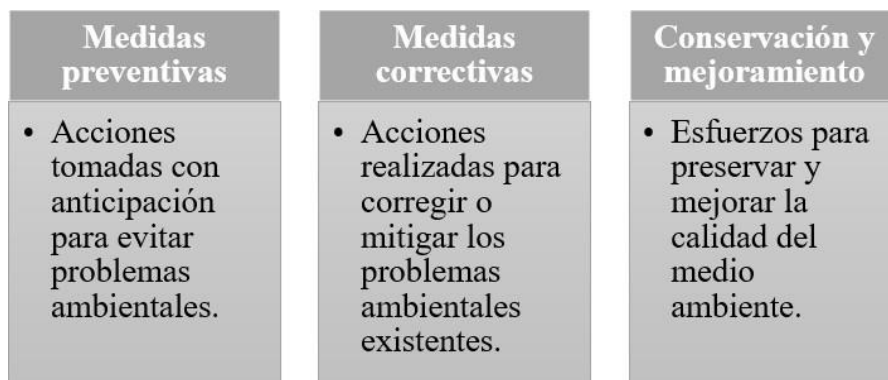 Medidas
preventivas
• Acciones
tomadas con
anticipación
para evitar
problemas
ambientales.
Medidas
correctivas
• Acciones
realizadas para
corregir o
mitigar los
problemas
ambientales
existentes.
Conservación y
mejoramiento
• Esfuerzos para
preservar y
mejorar la
calidad del
medio
ambiente.